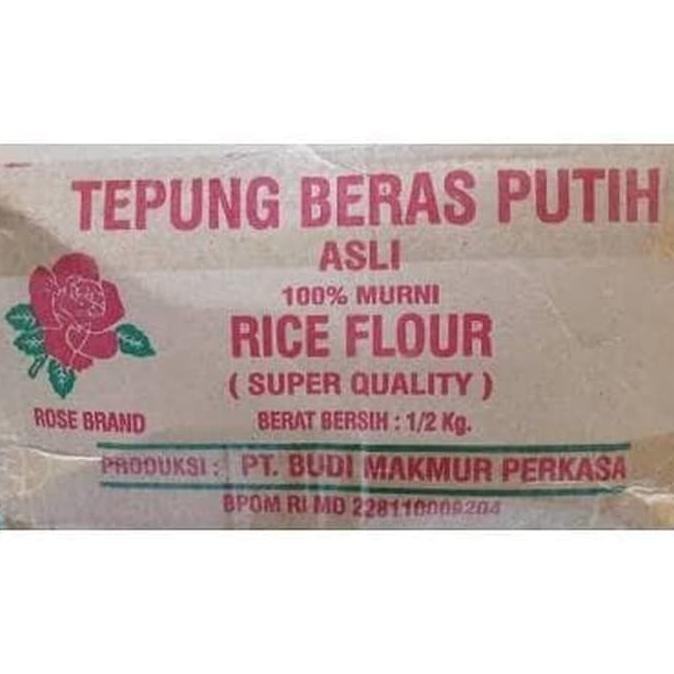 TEPUNG BERAS PUTIH
ASLI
100% MURNI
RICE FLOUR
( SUPER QUALITY )
ROSE BRAND
BERAT BERSIH : 1/2 Kg.
PRODUKSI : PT. BUDI MAKMUR PERKASA
BPOM RI MD 228110009204